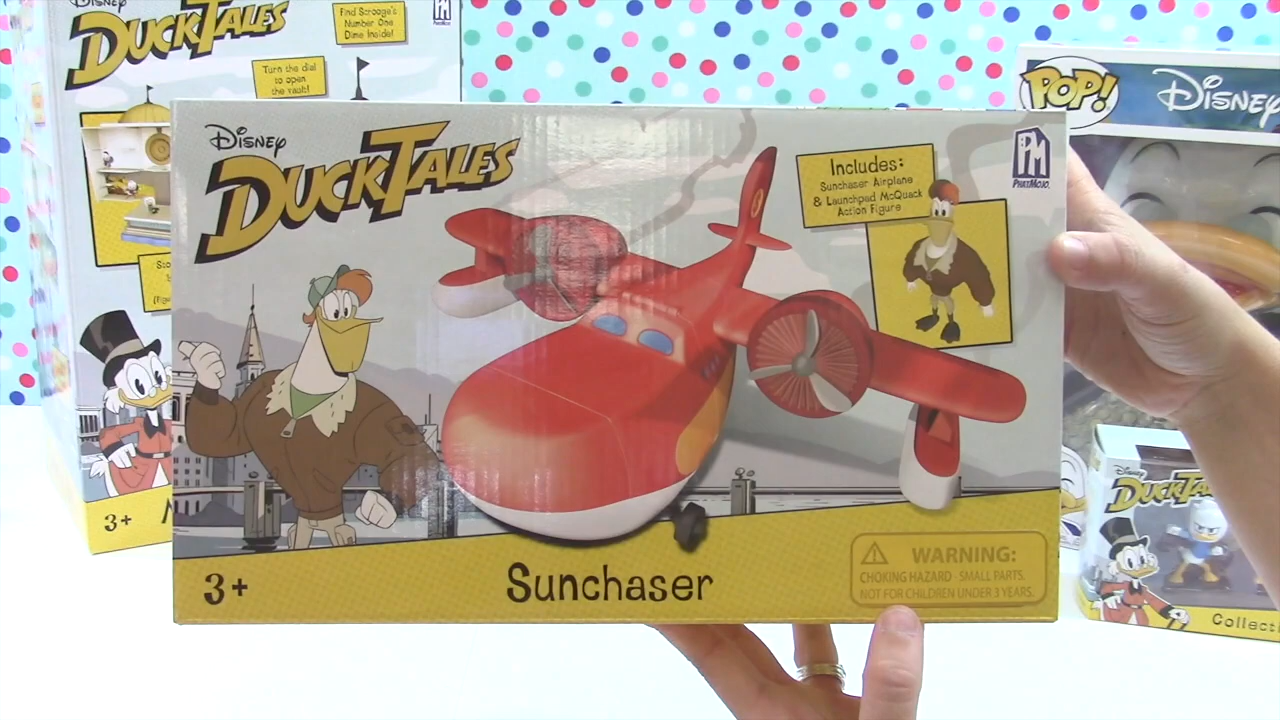 DISNEY
DUCKTALES
Find Scrooge's
Number One
Dime Inside!
Turn the dial
to open
the vault!
PHATMOJO
3+
DISNEY
DUCKTALES
Includes:
Sunchaser Airplane
& Launchpad McQuack
Action Figure
PM
PHATMOJO
3+
Sunchaser
WARNING:
CHOKING HAZARD - SMALL PARTS.
NOT FOR CHILDREN UNDER 3 YEARS.
POP!
DISNEY
DISNEY
DUCKTA
Collect